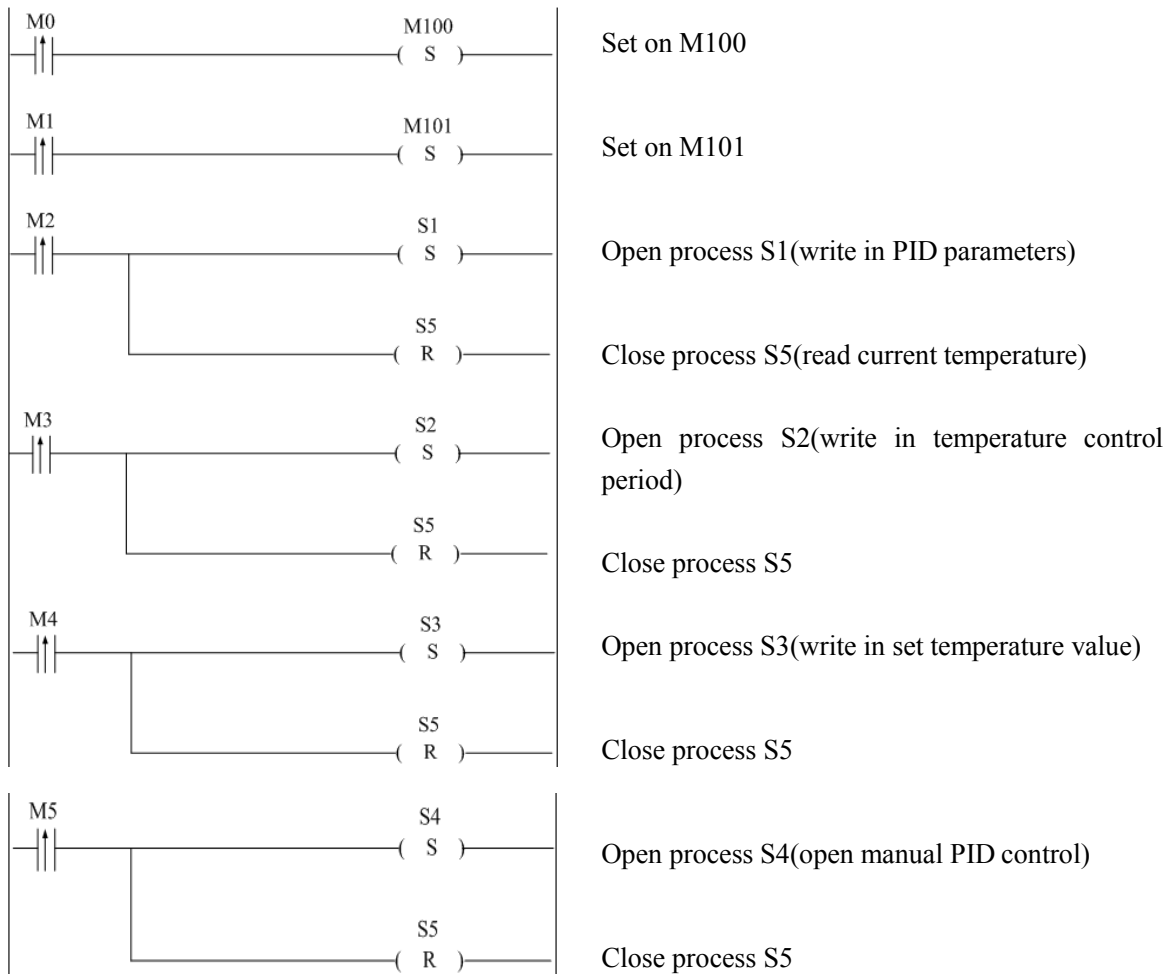 M0
M100
( S )
Set on M100
M1
M101
( S )
Set on M101
M2
S1
( S )
Open process S1(write in PID parameters)
S5
( R )
Close process S5(read current temperature)
M3
S2
( S )
Open process S2(write in temperature control
period)
S5
( R )
Close process S5
M4
S3
( S )
Open process S3(write in set temperature value)
S5
( R )
Close process S5
M5
S4
( S )
Open process S4(open manual PID control)
S5
( R )
Close process S5